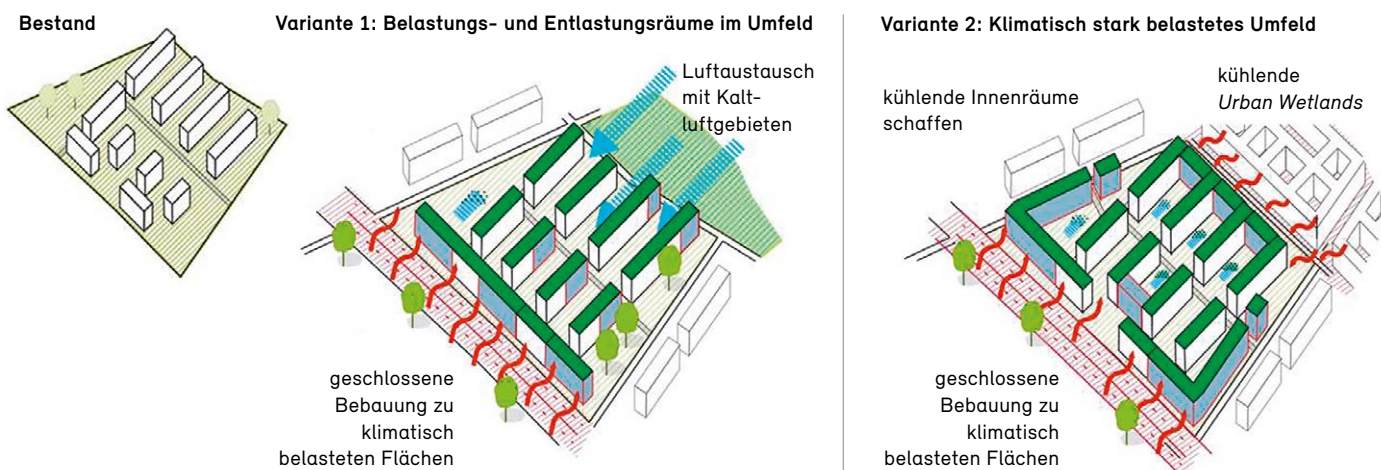 Bestand
Variante 1: Belastungs- und Entlastungsräume im Umfeld
Luftaustausch
mit Kalt-
luftgebieten
geschlossene
Bebauung zu
klimatisch
belasteten Flächen
Variante 2: Klimatisch stark belastetes Umfeld
kühlende Innenräume
schaffen
kühlende
Urban Wetlands
geschlossene
Bebauung zu
klimatisch
belasteten Flächen